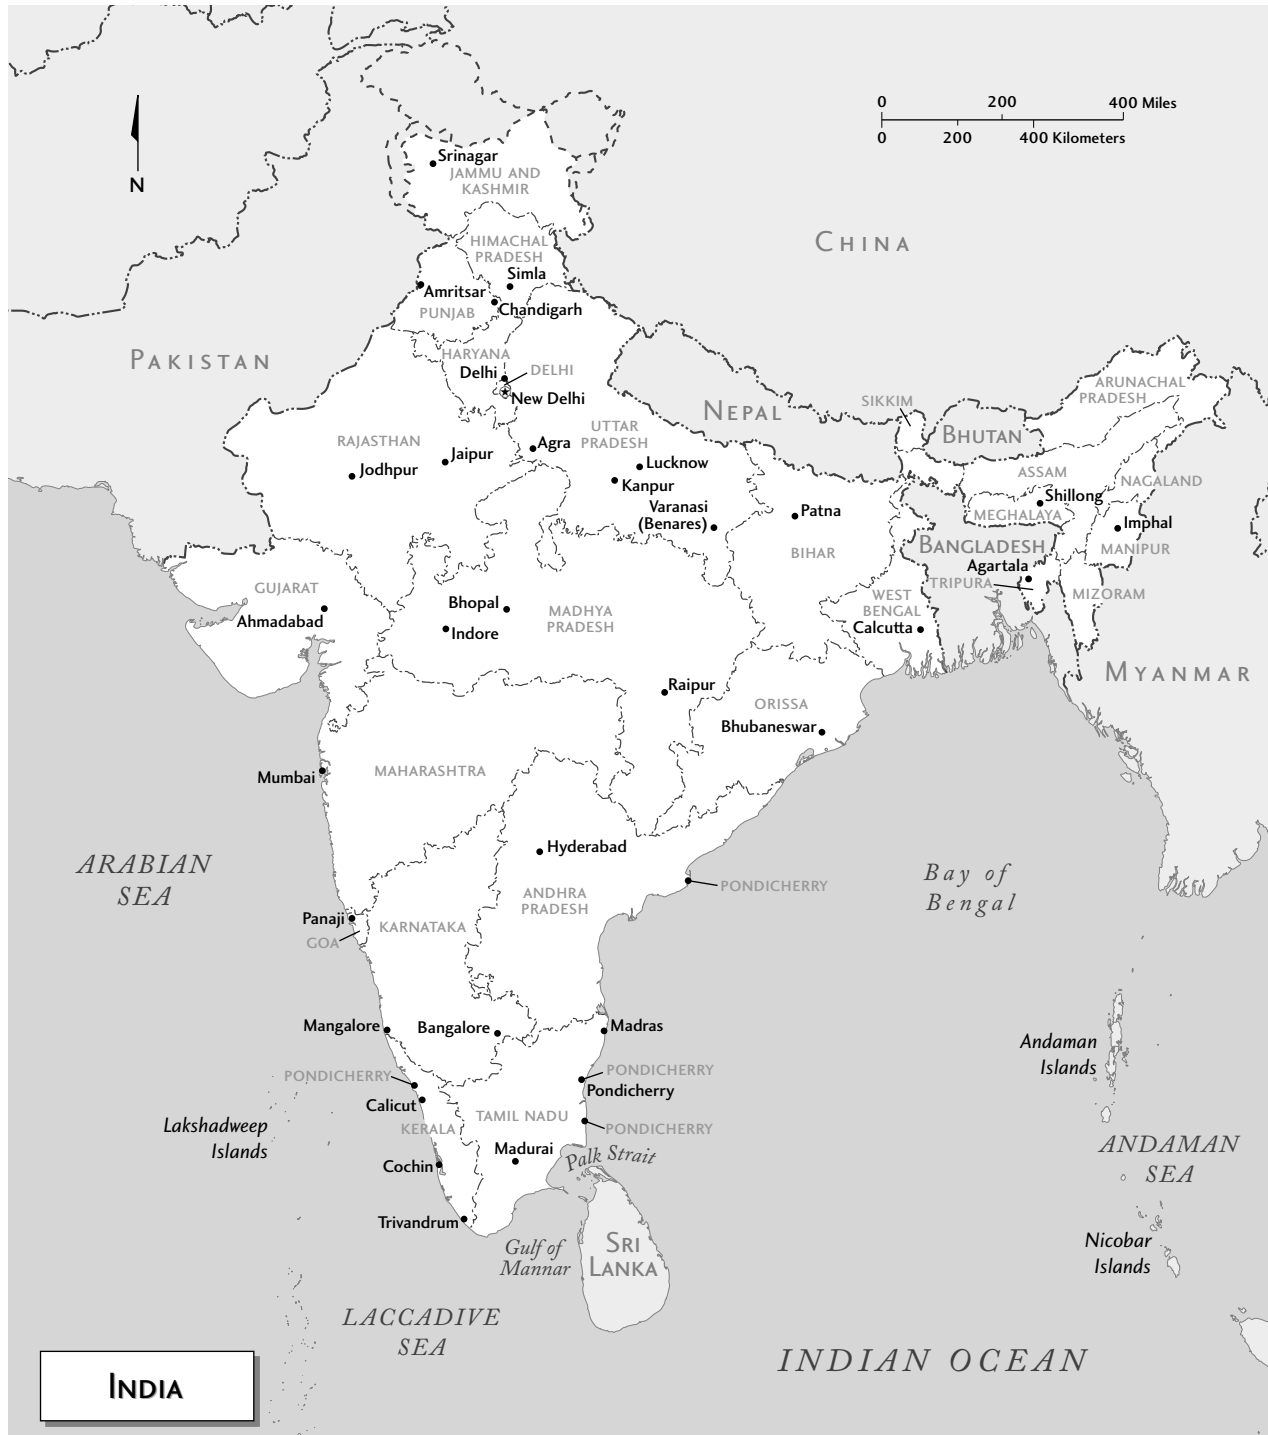 0 200 400 Miles
0 200 400 Kilometers
N
Srinagar
JAMMU AND
KASHMIR
CHINA
HIMACHAL
PRADESH
Simla
Amritsar
Chandigarh
PUNJAB
PAKISTAN
HARYANA
Delhi
DELHI
New Delhi
NEPAL
SIKKIM
BHUTAN
ARUNACHAL
PRADESH
RAJASTHAN
Jaipur
Jodhpur
Agra
UTTAR
PRADESH
Lucknow
Kanpur
Varanasi
(Benares)
Patna
BIHAR
ASSAM
NAGALAND
Shillong
MEGHALAYA
Imphal
MANIPUR
BANGLADESH
Agartala
TRIPURA
MIZORAM
GUJARAT
Ahmadabad
Bhopal
Indore
MADHYA
PRADESH
WEST
BENGAL
Calcutta
MYANMAR
Raipur
ORISSA
Bhubaneswar
Mumbai
MAHARASHTRA
Hyderabad
ARABIAN
SEA
Bay of
Bengal
PONDICHERRY
ANDHRA
PRADESH
Panaji
GOA
KARNATAKA
Mangalore
Bangalore
Madras
Andaman
Islands
PONDICHERRY
Calicut
PONDICHERRY
Pondicherry
TAMIL NADU
PONDICHERRY
KERALA
Lakshadweep
Islands
Madurai
Palk Strait
Cochin
ANDAMAN
SEA
Trivandrum
Gulf of
Mannar
SRI
LANKA
Nicobar
Islands
LACCADIVE
SEA
INDIAN OCEAN
INDIA